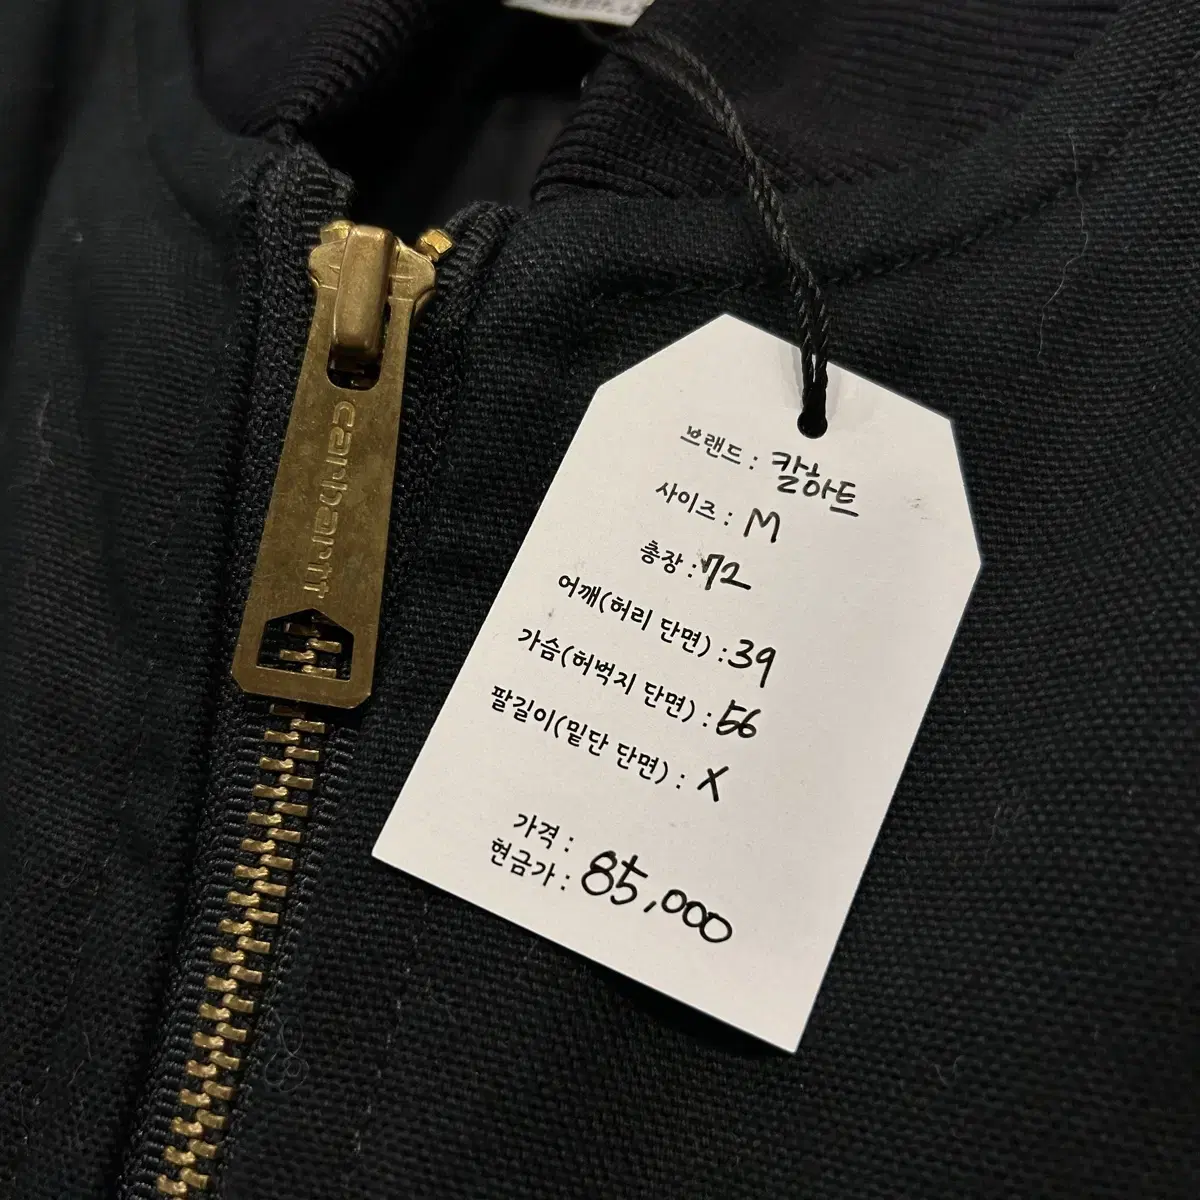 carhartt
브랜드 : 칼하트
사이즈 : M
총장 : 72
어깨(허리 단면) : 39
가슴(허벅지 단면) : 56
팔길이(밑단 단면) : X
가격 :
현금가 : 85,000